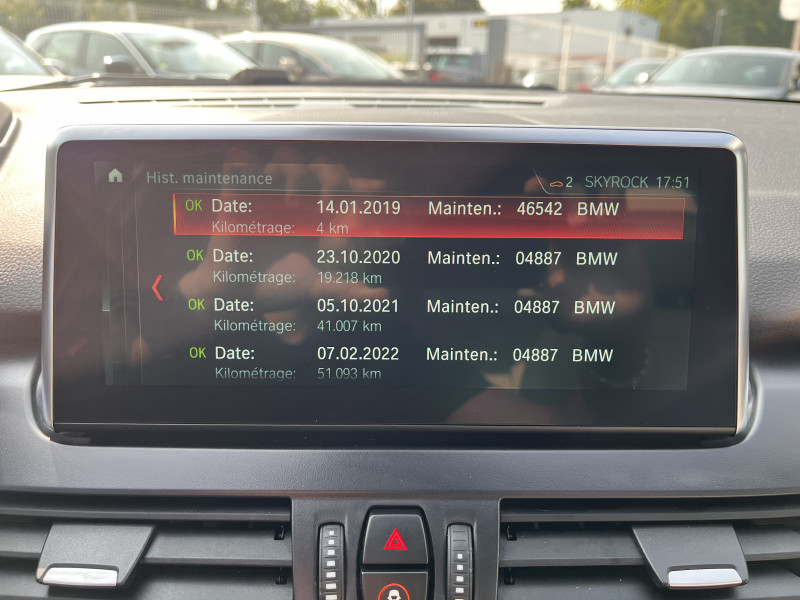 Hist. maintenance 2 SKYROCK 17:51
OK Date: 14.01.2019 Mainten.: 46542 BMW
Kilométrage: 4 km
OK Date: 23.10.2020 Mainten.: 04887 BMW
Kilométrage: 19.218 km
OK Date: 05.10.2021 Mainten.: 04887 BMW
Kilométrage: 41.007 km
OK Date: 07.02.2022 Mainten.: 04887 BMW
Kilométrage: 51.093 km